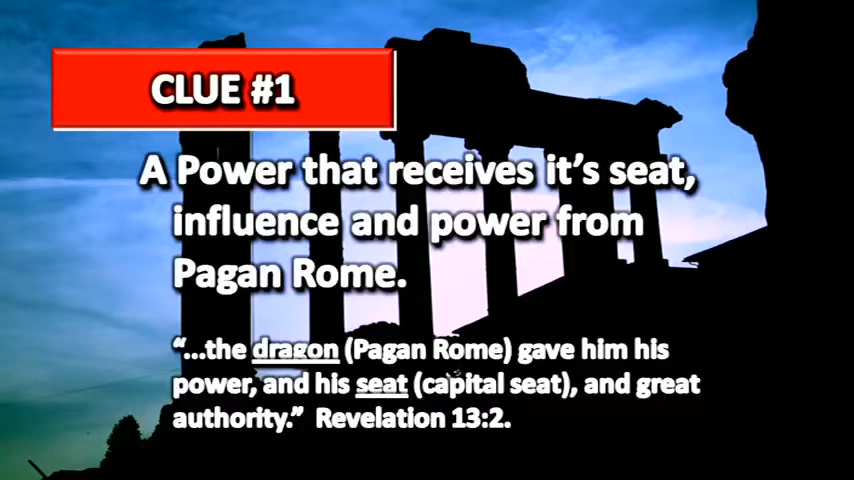 CLUE #1
A Power that receives it’s seat,
influence and power from
Pagan Rome.
“...the dragon (Pagan Rome) gave him his
power, and his seat (capital seat), and great
authority.” Revelation 13:2.